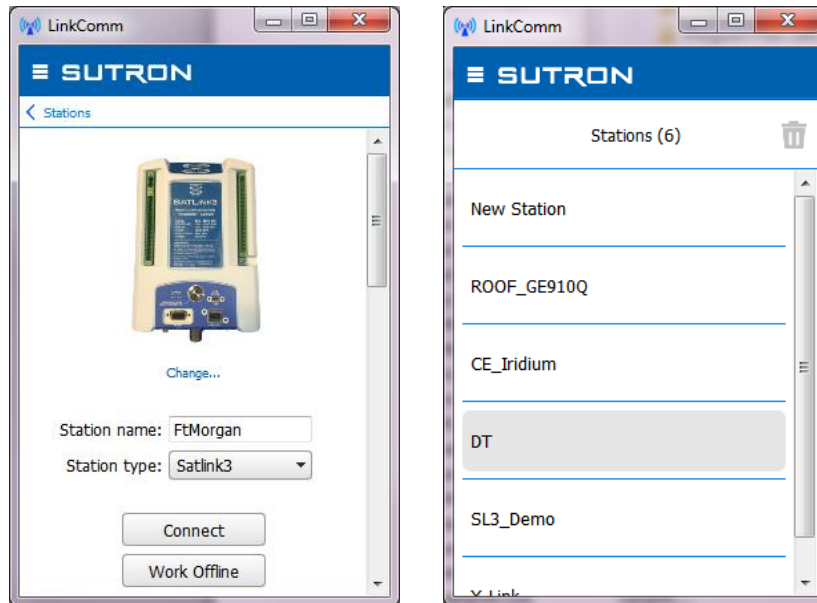 LinkComm
SUTRON
Stations
SATLINK3
Change...
Station name: FtMorgan
Station type: Satlink3
Connect
Work Offline
LinkComm
SUTRON
Stations (6)
New Station
ROOF_GE910Q
CE_Iridium
DT
SL3_Demo